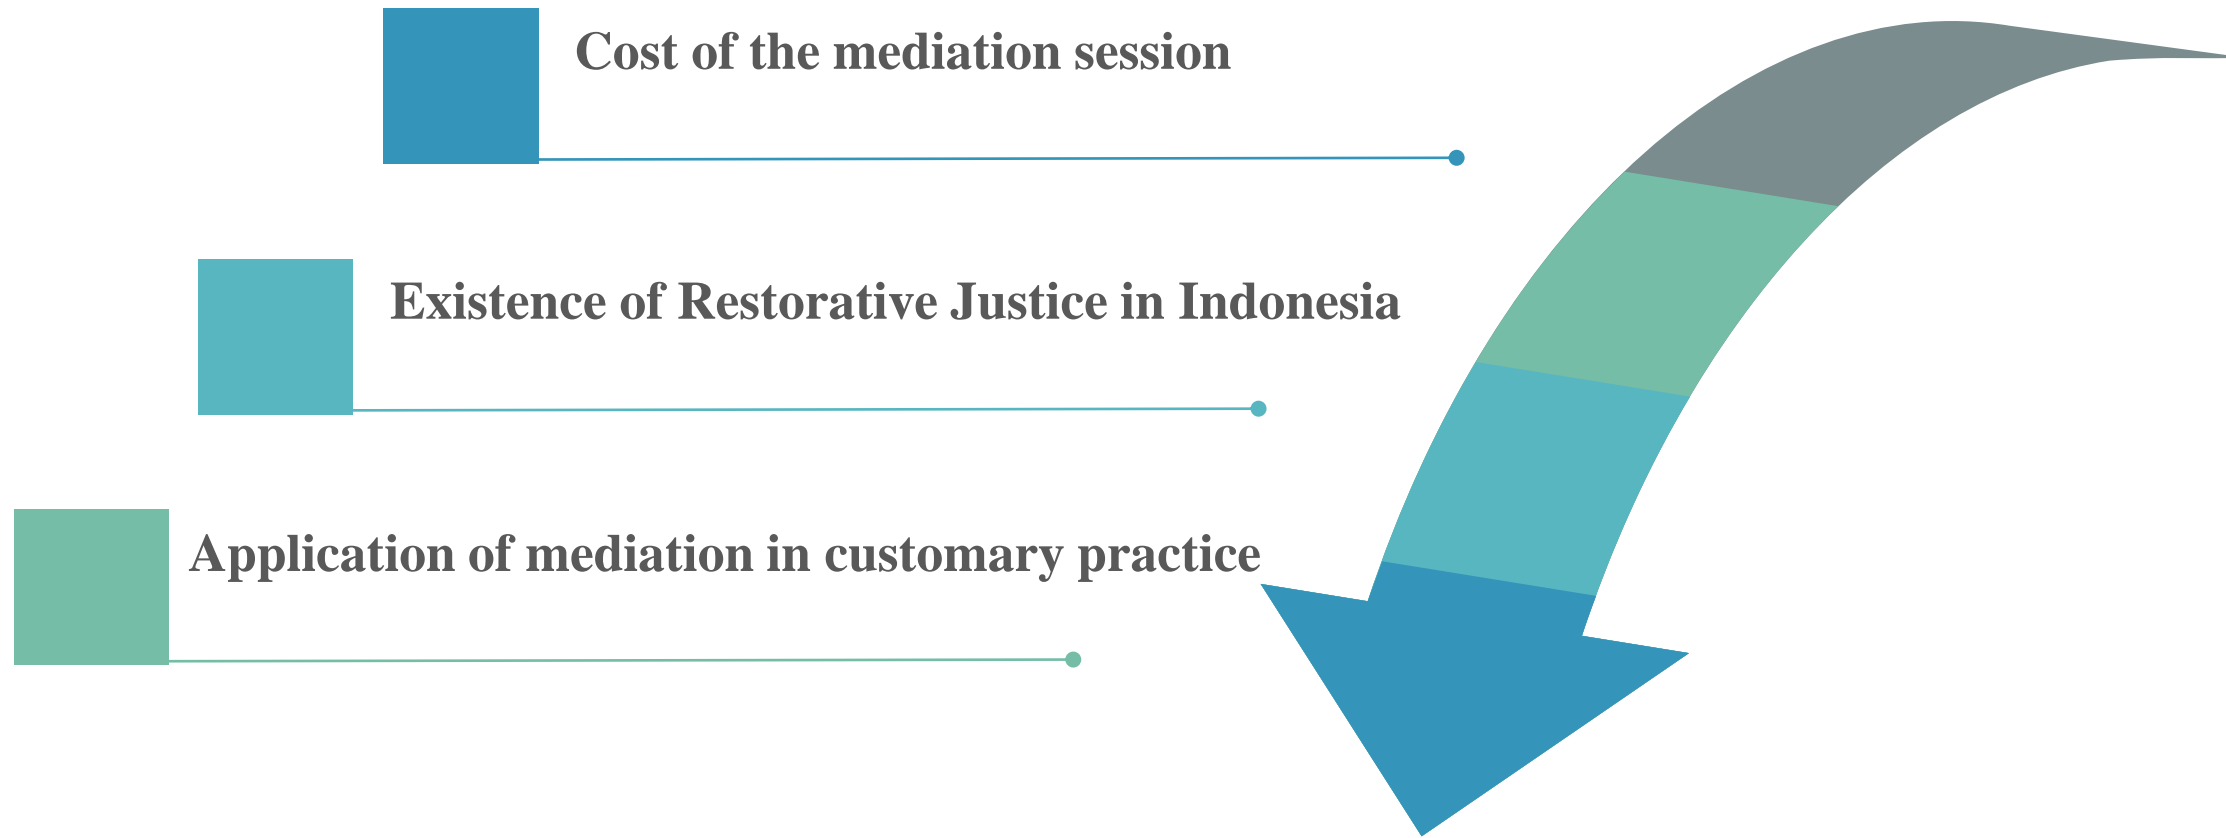 Cost of the mediation session
Existence of Restorative Justice in Indonesia
Application of mediation in customary practice